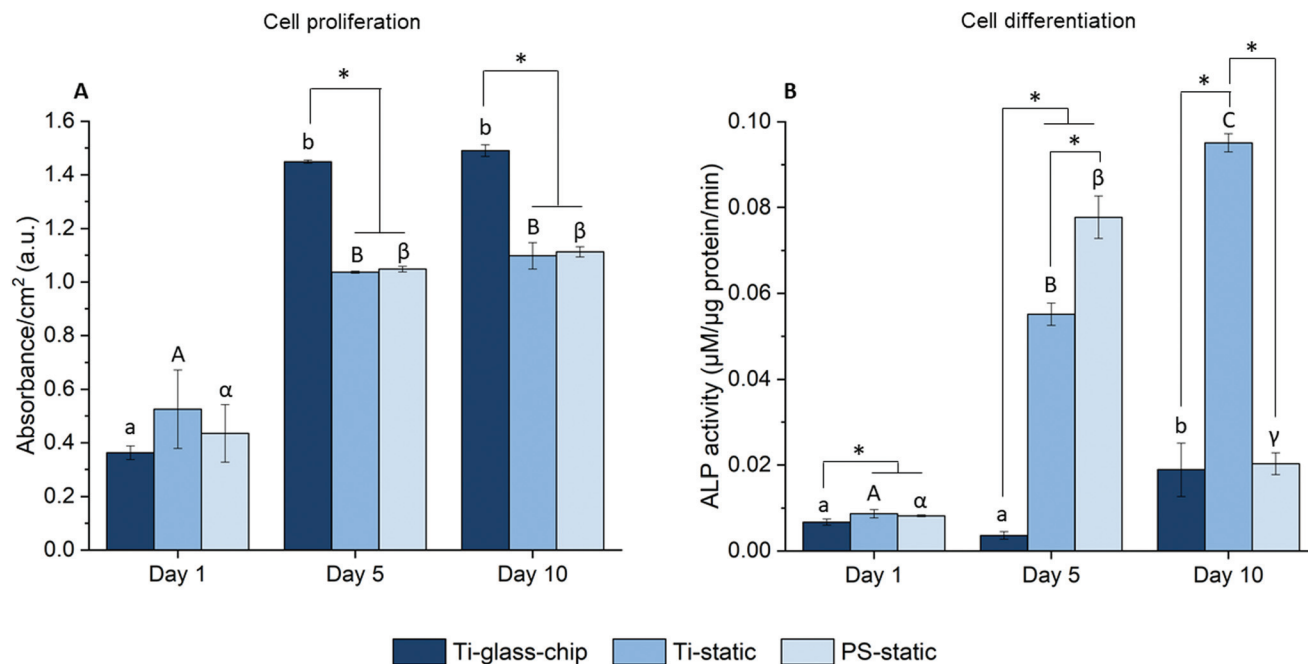 Cell proliferation
A
Absorbance/cm² (a.u.)
1.6
1.4
1.2
1.0
0.8
0.6
0.4
0.2
0.0
a
A
α
*
b
B
β
*
b
B
β
Day 1
Day 5
Day 10
Cell differentiation
B
ALP activity (µM/µg protein/min)
0.10
0.08
0.06
0.04
0.02
0.00
*
a
A
α
*
*
a
B
β
*
*
b
C
γ
Day 1
Day 5
Day 10
Ti-glass-chip
Ti-static
PS-static